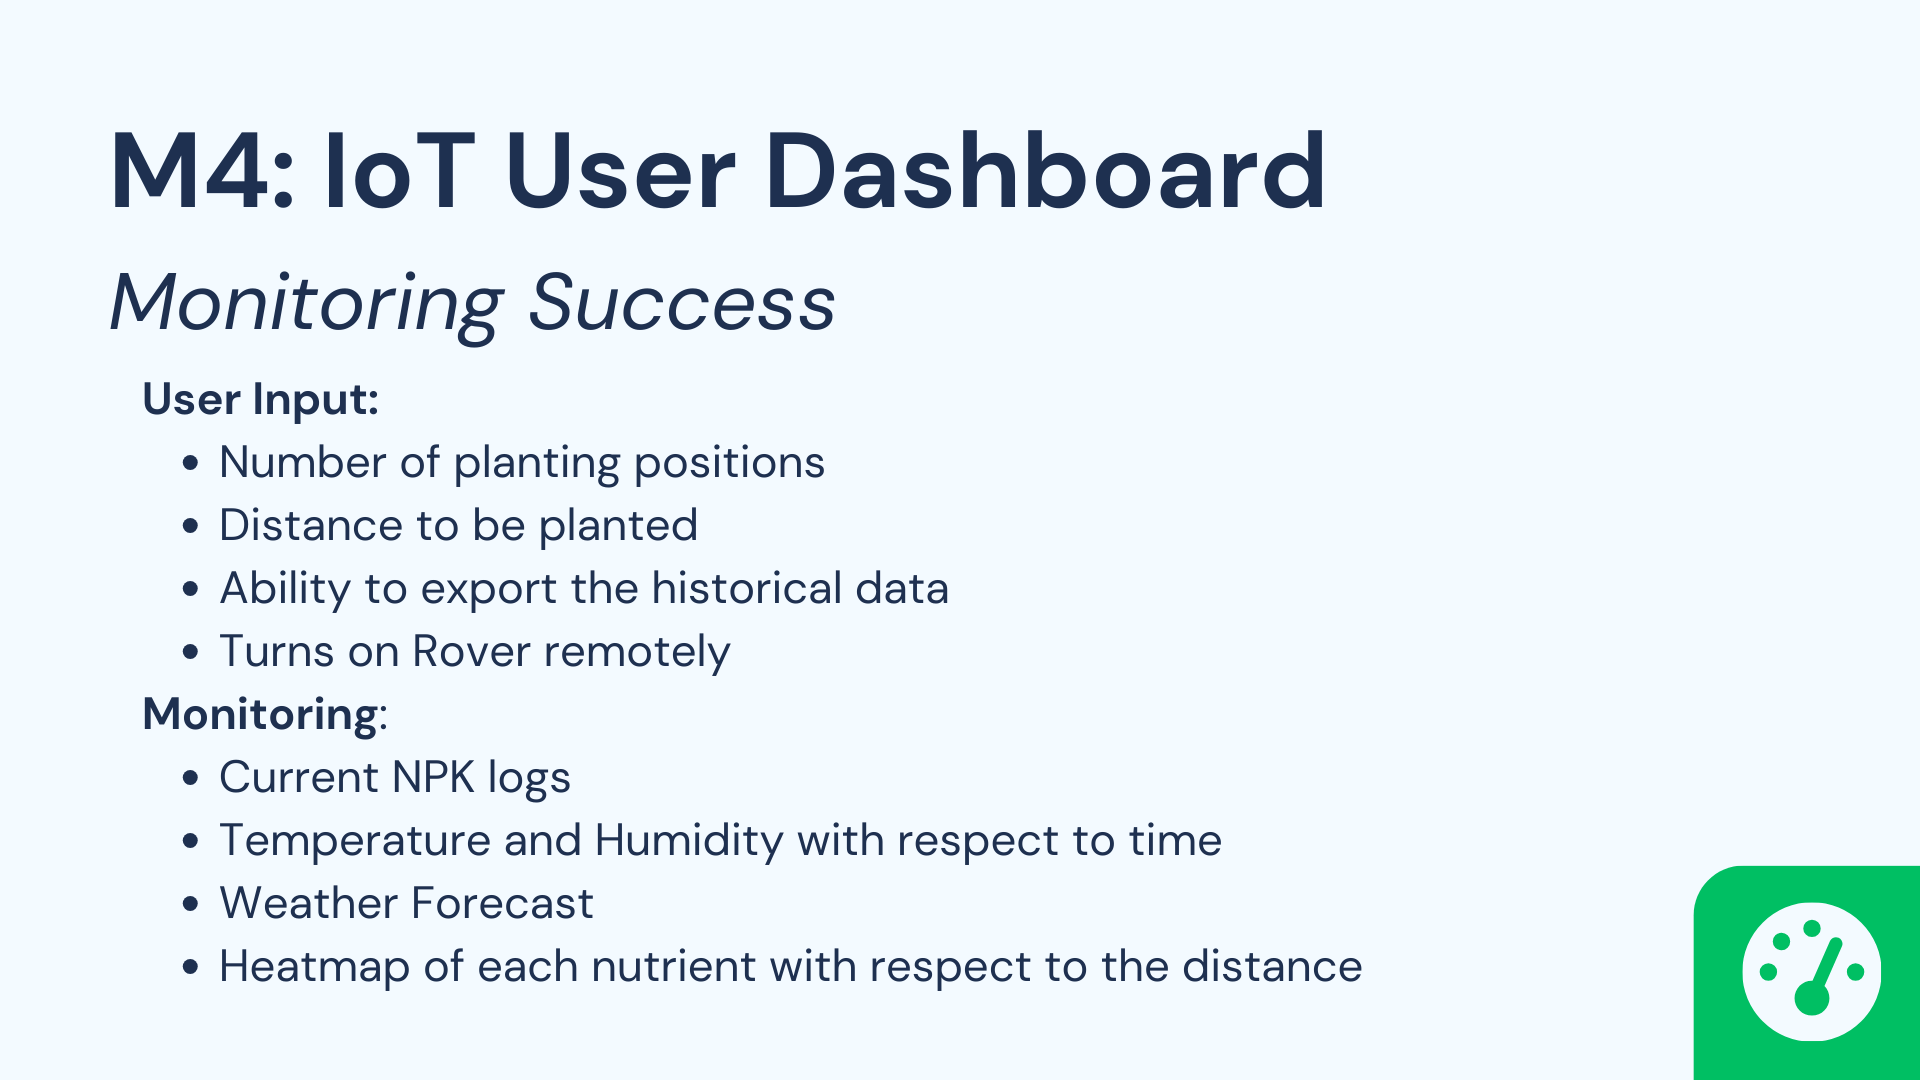 M4: IoT User Dashboard
Monitoring Success
User Input:
• Number of planting positions
• Distance to be planted
• Ability to export the historical data
• Turns on Rover remotely
Monitoring:
• Current NPK logs
• Temperature and Humidity with respect to time
• Weather Forecast
• Heatmap of each nutrient with respect to the distance